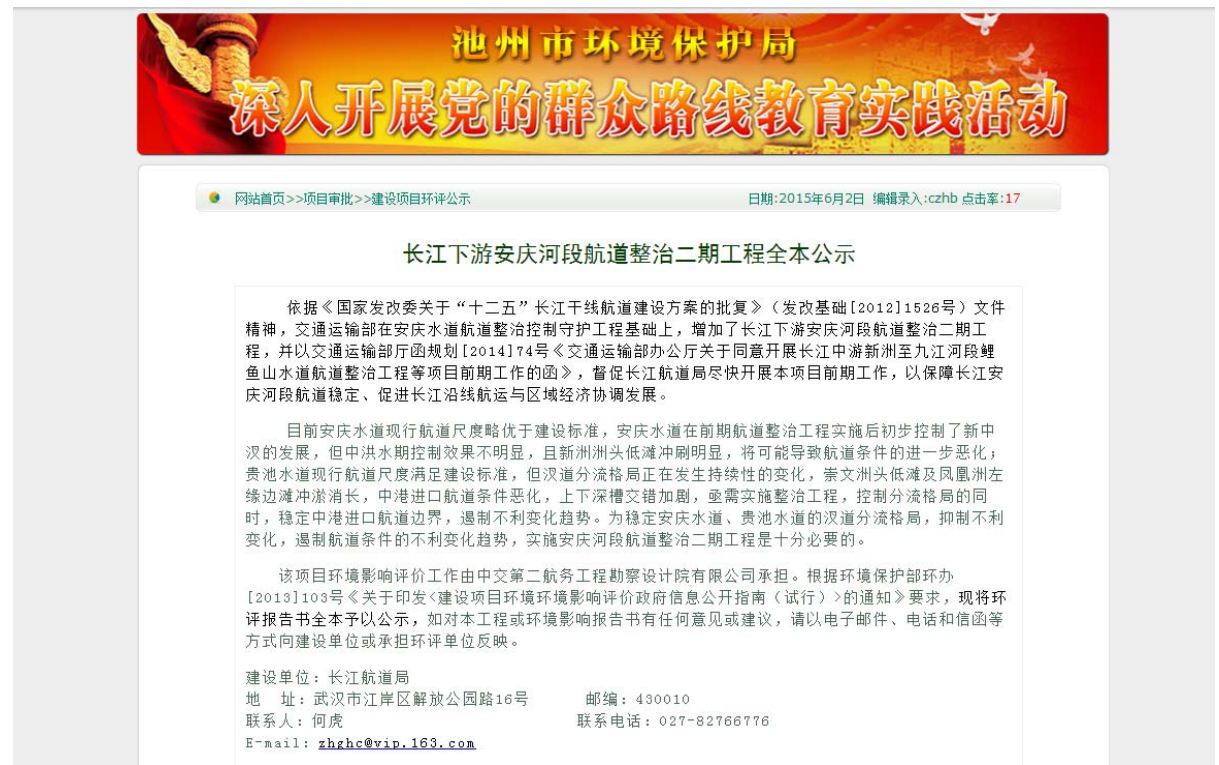 池州市环境保护局
深入开展党的群众路线教育实践活动
网站首页>>项目审批>>建设项目环评公示 日期:2015年6月2日 编辑录入:czhb 点击率:17
长江下游安庆河段航道整治二期工程全本公示
依据《国家发改委关于“十二五”长江干线航道建设方案的批复》（发改基础[2012]1526号）文件
精神，交通运输部在安庆水道航道整治控制守护工程基础上，增加了长江下游安庆河段航道整治二期工
程，并以交通运输部厅函规划[2014]74号《交通运输部办公厅关于同意开展长江中游新洲至九江河段鲤
鱼山水道航道整治工程等项目前期工作的函》，督促长江航道局尽快开展本项目前期工作，以保障长江安
庆河段航道稳定、促进长江沿线航运与区域经济协调发展。
目前安庆水道现行航道尺度略优于建设标准，安庆水道在前期航道整治工程实施后初步控制了新中
汊的发展，但中洪水期控制效果不明显，且新洲洲头低滩冲刷明显，将可能导致航道条件的进一步恶化；
贵池水道现行航道尺度满足建设标准，但汊道分流格局正在发生持续性的变化，崇文洲头低滩及凤凰洲左
缘边滩冲淤消长，中港进口航道条件恶化，上下深槽交错加剧，亟需实施整治工程，控制分流格局的同
时，稳定中港进口航道边界，遏制不利变化趋势。为稳定安庆水道、贵池水道的汊道分流格局，抑制不利
变化，遏制航道条件的不利变化趋势，实施安庆河段航道整治二期工程是十分必要的。
该项目环境影响评价工作由中交第二航务工程勘察设计院有限公司承担。根据环境保护部环办
[2013]103号《关于印发<建设项目环境环境影响评价政府信息公开指南（试行）>的通知》要求，现将环
评报告书全本予以公示，如对本工程或环境影响报告书有任何意见或建议，请以电子邮件、电话和信函等
方式向建设单位或承担环评单位反映。
建设单位：长江航道局
地 址：武汉市江岸区解放公园路16号 邮编：430010
联系人：何虎 联系电话：027-82766776
E-mail：zhghc@vip.163.com